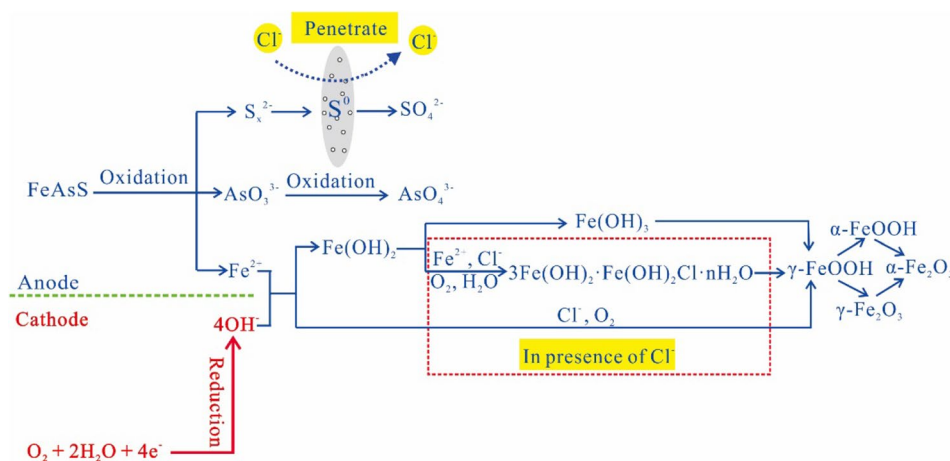 Cl⁻ Penetrate Cl⁻
Sₓ²⁻ S⁰ SO₄²⁻
FeAsS Oxidation AsO₃³⁻ Oxidation AsO₄³⁻
Fe(OH)₃
α-FeOOH
Fe(OH)₂
Fe²⁻, Cl⁻
O₂, H₂O
3Fe(OH)₂·Fe(OH)₂Cl·nH₂O γ-FeOOH α-Fe₂O₃
Fe²⁻
γ-Fe₂O₃
Anode
Cathode
4OH⁻
Cl⁻, O₂
In presence of Cl⁻
Reduction
O₂ + 2H₂O + 4e⁻